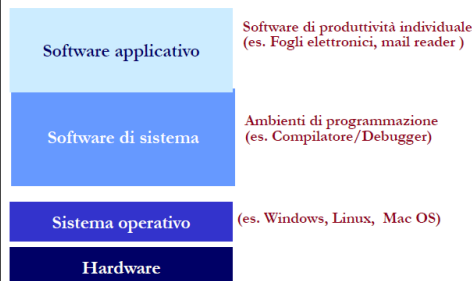 Software applicativo
Software di produttività individuale
(es. Fogli elettronici, mail reader )
Software di sistema
Ambienti di programmazione
(es. Compilatore/Debugger)
Sistema operativo
(es. Windows, Linux, Mac OS)
Hardware